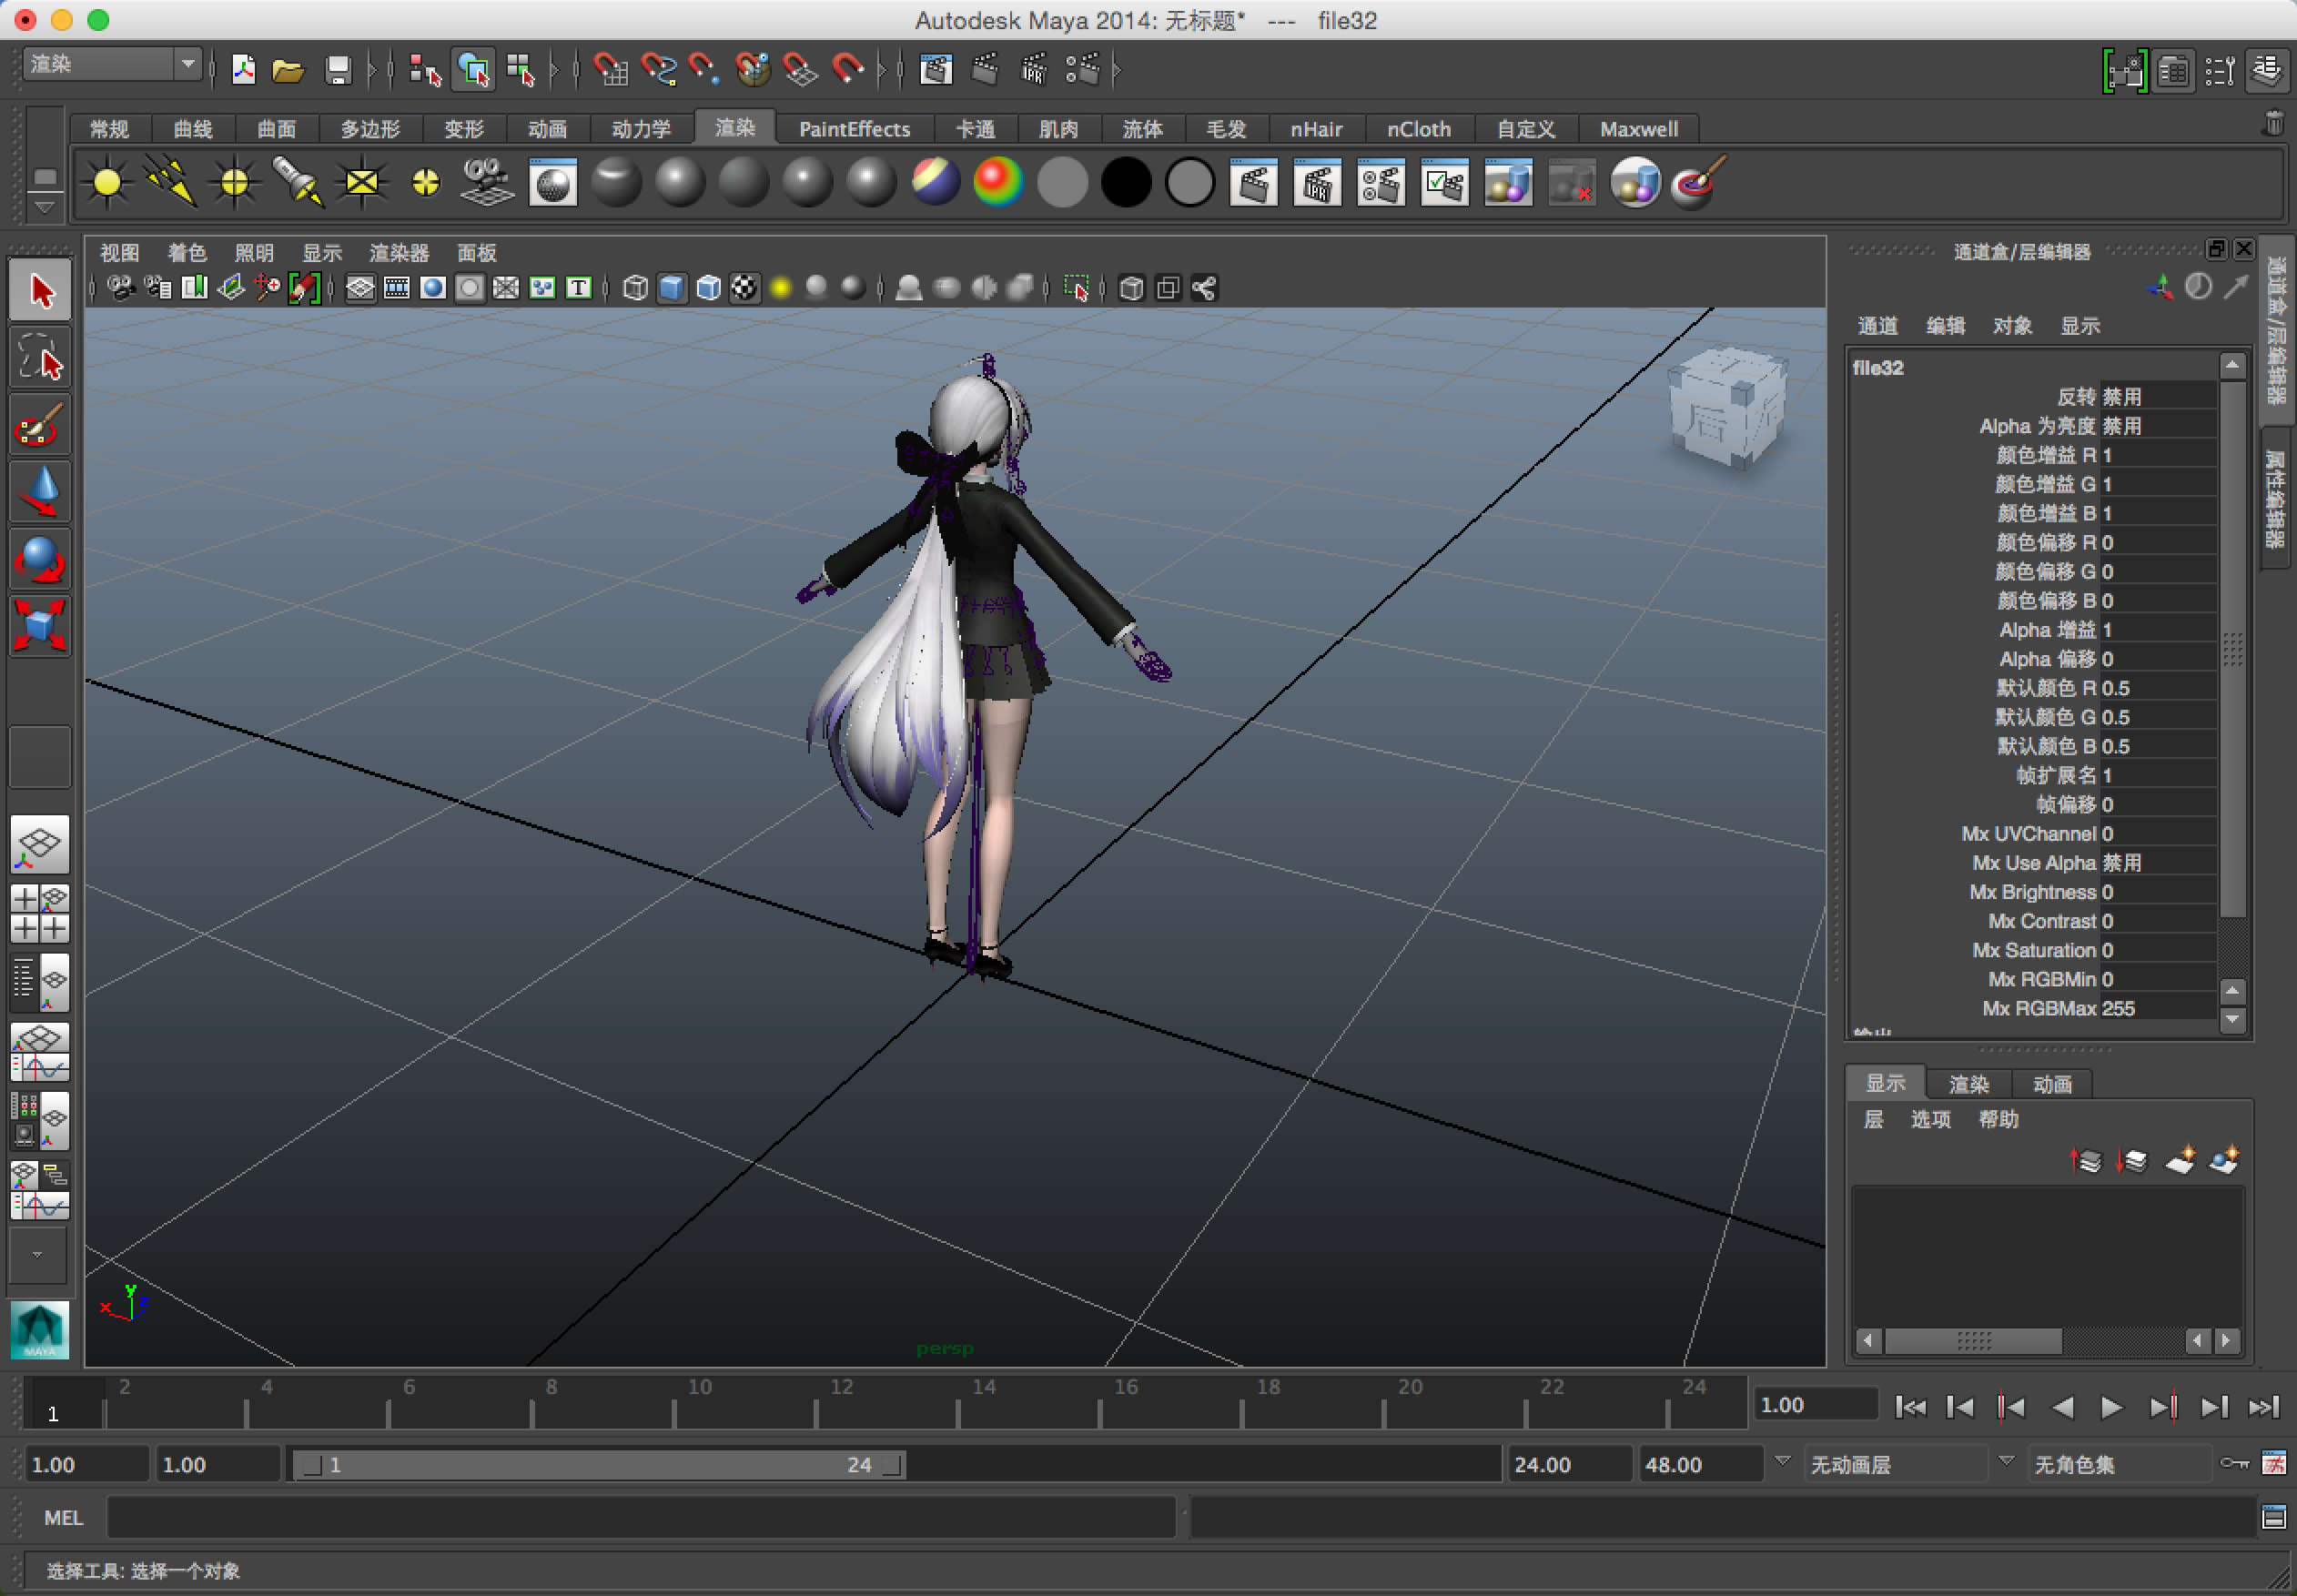 Autodesk Maya 2014: 无标题* --- file32
渲染
常规 曲线 曲面 多边形 变形 动画 动力学 渲染 PaintEffects 卡通 肌肉 流体 毛发 nHair nCloth 自定义 Maxwell
视图 着色 照明 显示 渲染器 面板
通道盒/层编辑器
通道盒/层编辑器
属性编辑器
通道 编辑 对象 显示
file32
反转 禁用
Alpha 为亮度 禁用
颜色增益 R 1
颜色增益 G 1
颜色增益 B 1
颜色偏移 R 0
颜色偏移 G 0
颜色偏移 B 0
Alpha 增益 1
Alpha 偏移 0
默认颜色 R 0.5
默认颜色 G 0.5
默认颜色 B 0.5
帧扩展名 1
帧偏移 0
Mx UVChannel 0
Mx Use Alpha 禁用
Mx Brightness 0
Mx Contrast 0
Mx Saturation 0
Mx RGBMin 0
Mx RGBMax 255
后
显示 渲染 动画
层 选项 帮助
y
x z
persp
MAYA
2 4 6 8 10 12 14 16 18 20 22 24
1
1.00
1.00 1.00 1 24 24.00 48.00 无动画层 无角色集
MEL
选择工具: 选择一个对象